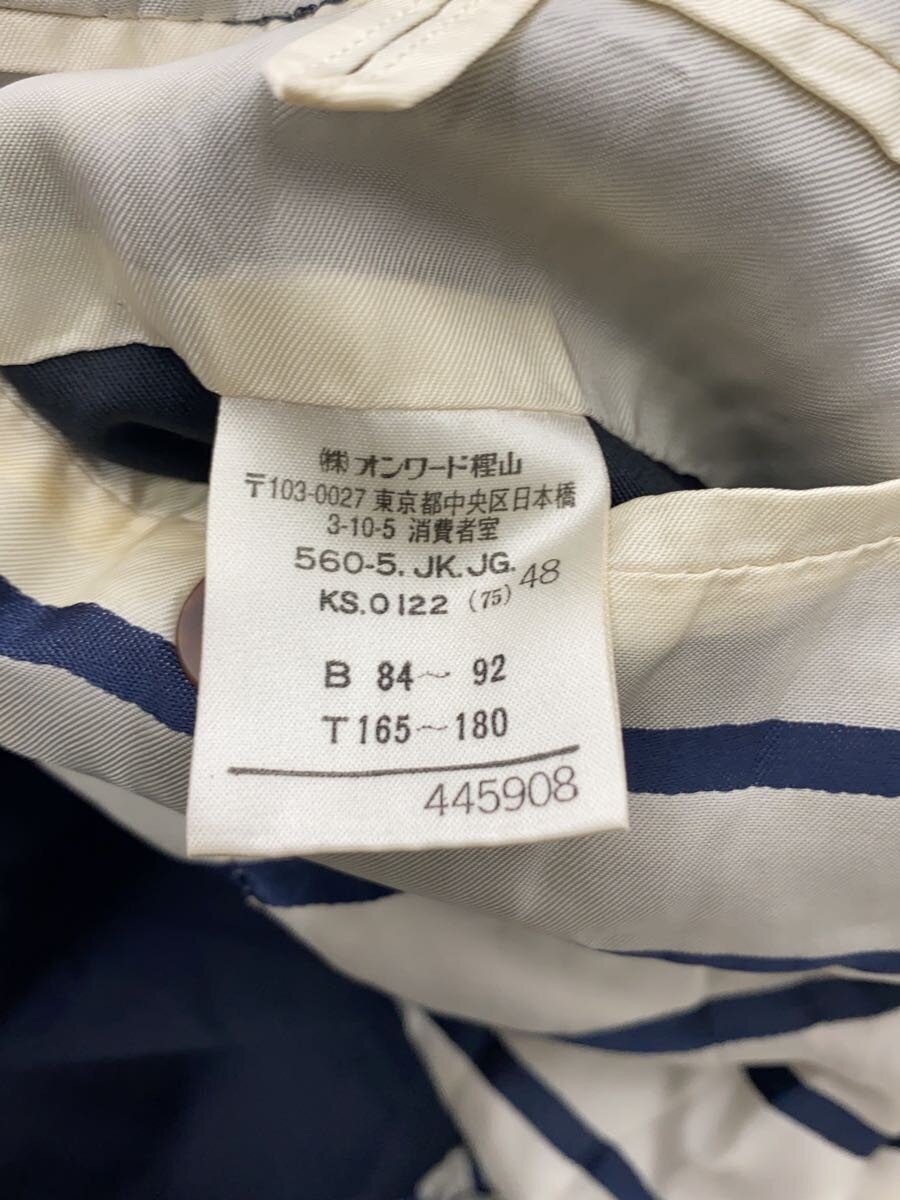 ㈱オンワード樫山
〒103-0027 東京都中央区日本橋
3-10-5 消費者室
560-5.JK.JG.
KS.0122 (75) 48
B 84~92
T 165~180
445908